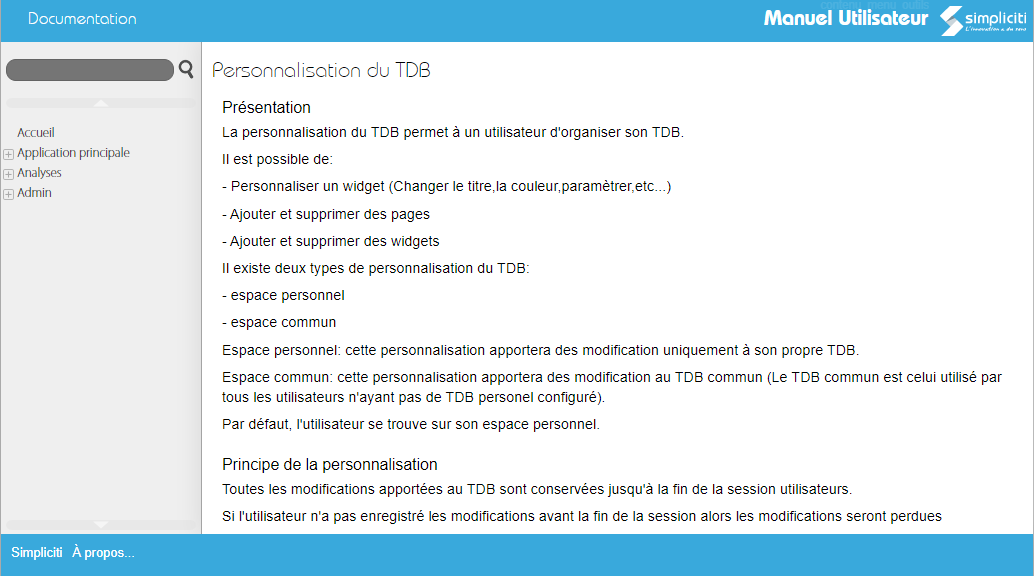 Documentation
contenu menu outils
Manuel Utilisateur
simpliciti
L'innovation a du sens
Personnalisation du TDB
Accueil
Application principale
Analyses
Admin
Présentation
La personnalisation du TDB permet à un utilisateur d'organiser son TDB.
Il est possible de:
- Personnaliser un widget (Changer le titre,la couleur,paramètrer,etc...)
- Ajouter et supprimer des pages
- Ajouter et supprimer des widgets
Il existe deux types de personnalisation du TDB:
- espace personnel
- espace commun
Espace personnel: cette personnalisation apportera des modification uniquement à son propre TDB.
Espace commun: cette personnalisation apportera des modification au TDB commun (Le TDB commun est celui utilisé par
tous les utilisateurs n'ayant pas de TDB personel configuré).
Par défaut, l'utilisateur se trouve sur son espace personnel.
Principe de la personnalisation
Toutes les modifications apportées au TDB sont conservées jusqu'à la fin de la session utilisateurs.
Si l'utilisateur n'a pas enregistré les modifications avant la fin de la session alors les modifications seront perdues
Simpliciti À propos...